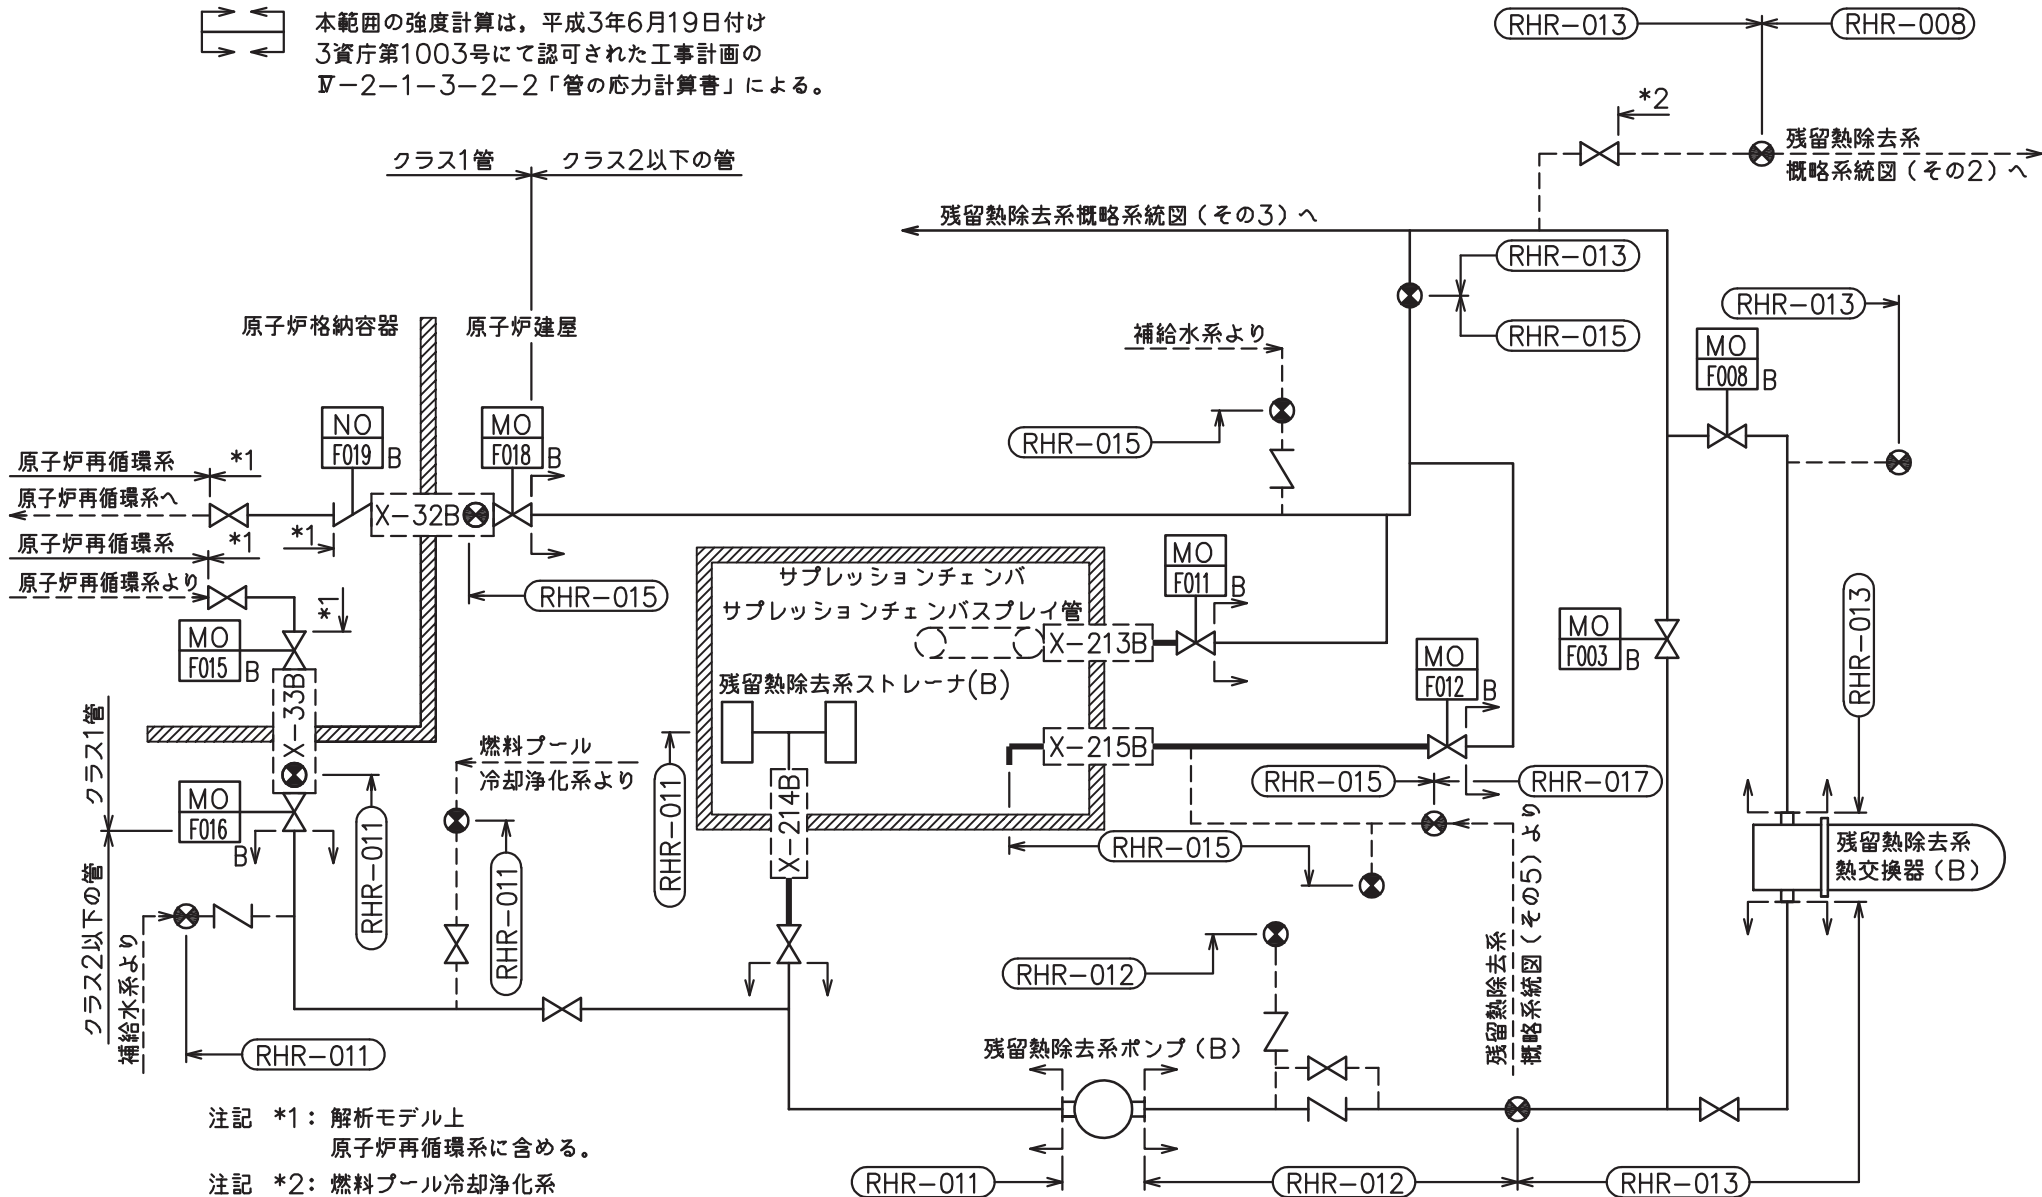 本範囲の強度計算は，平成3年6月19日付け
3資庁第1003号にて認可された工事計画の
Ⅳ－2－1－3－2－2「管の応力計算書」による。
RHR-013
RHR-008
*2
残留熱除去系
概略系統図（その2）へ
クラス1管
クラス2以下の管
残留熱除去系概略系統図（その3）へ
RHR-013
RHR-015
RHR-013
原子炉格納容器
原子炉建屋
補給水系より
RHR-015
MO
F008
B
NO
F019
B
MO
F018
B
原子炉再循環系
*1
原子炉再循環系へ
X-32B
*1
原子炉再循環系
*1
原子炉再循環系より
*1
RHR-015
サプレッションチェンバ
サプレッションチェンバスプレイ管
X-213B
MO
F011
B
MO
F003
B
RHR-013
MO
F015
B
X-33B
残留熱除去系ストレーナ(B)
MO
F012
B
X-215B
クラス1管
クラス2以下の管
MO
F016
B
RHR-011
燃料プール
冷却浄化系より
RHR-011
RHR-011
X-214B
RHR-015
RHR-017
RHR-015
残留熱除去系
熱交換器（B）
補給水系より
RHR-011
RHR-012
残留熱除去系
概略系統図（その5）より
残留熱除去系ポンプ（B）
RHR-011
RHR-012
RHR-013
注記　*1：解析モデル上
原子炉再循環系に含める。
注記　*2：燃料プール冷却浄化系